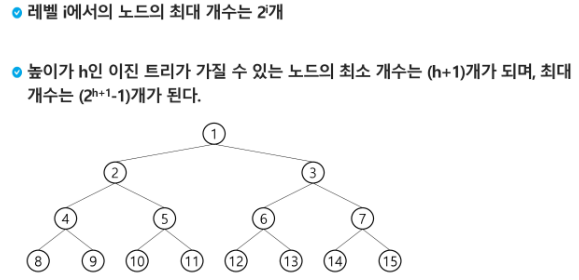 레벨 i에서의 노드의 최대 개수는 2ⁱ개
높이가 h인 이진 트리가 가질 수 있는 노드의 최소 개수는 (h+1)개가 되며, 최대
개수는 (2ʰ⁺¹-1)개가 된다.
1
2 3
4 5 6 7
8 9 10 11 12 13 14 15